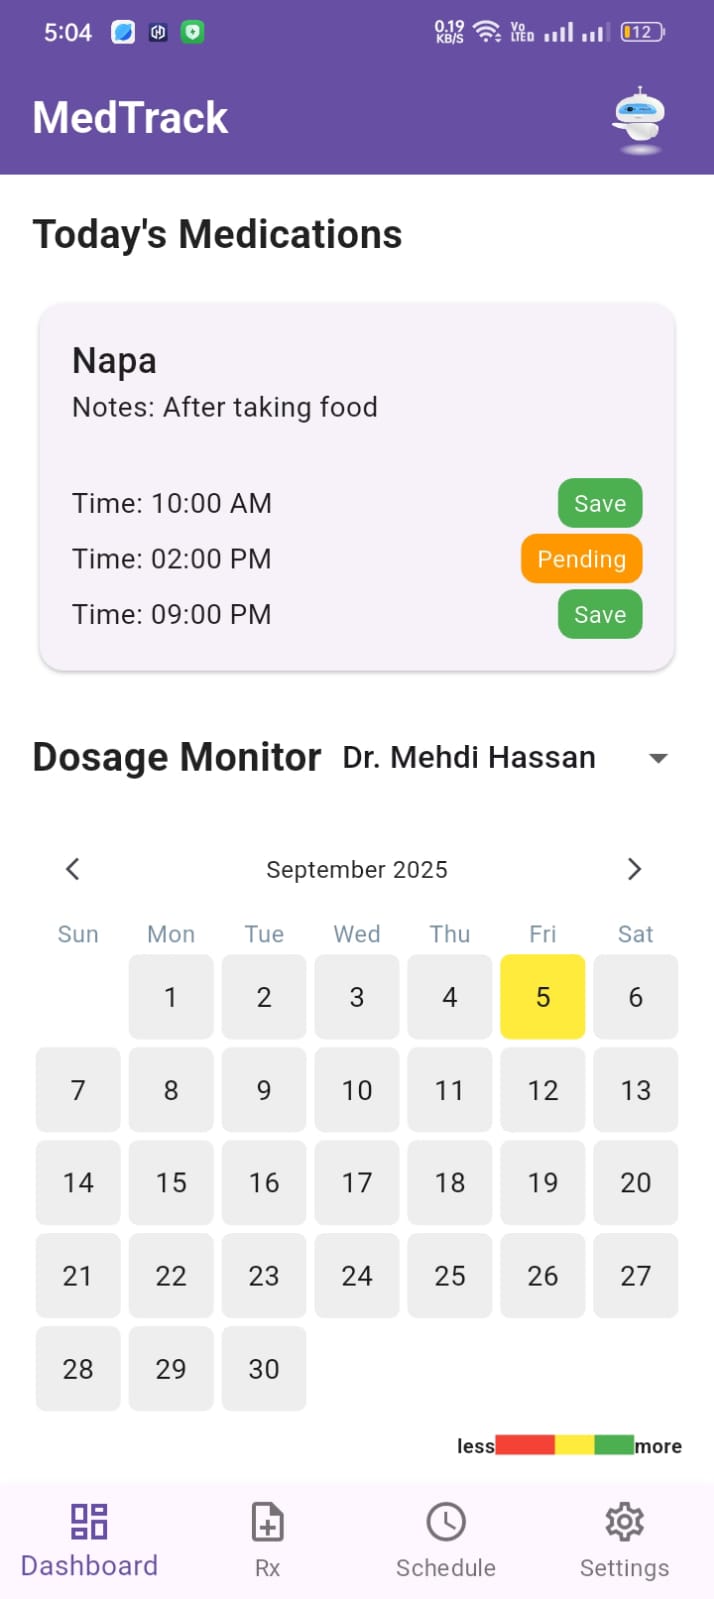 5:04 0.19 KB/S Vo LTED 12
MedTrack
Today's Medications
Napa
Notes: After taking food
Time: 10:00 AM Save
Time: 02:00 PM Pending
Time: 09:00 PM Save
Dosage Monitor Dr. Mehdi Hassan
September 2025
Sun Mon Tue Wed Thu Fri Sat
1 2 3 4 5 6
7 8 9 10 11 12 13
14 15 16 17 18 19 20
21 22 23 24 25 26 27
28 29 30
less more
Dashboard Rx Schedule Settings